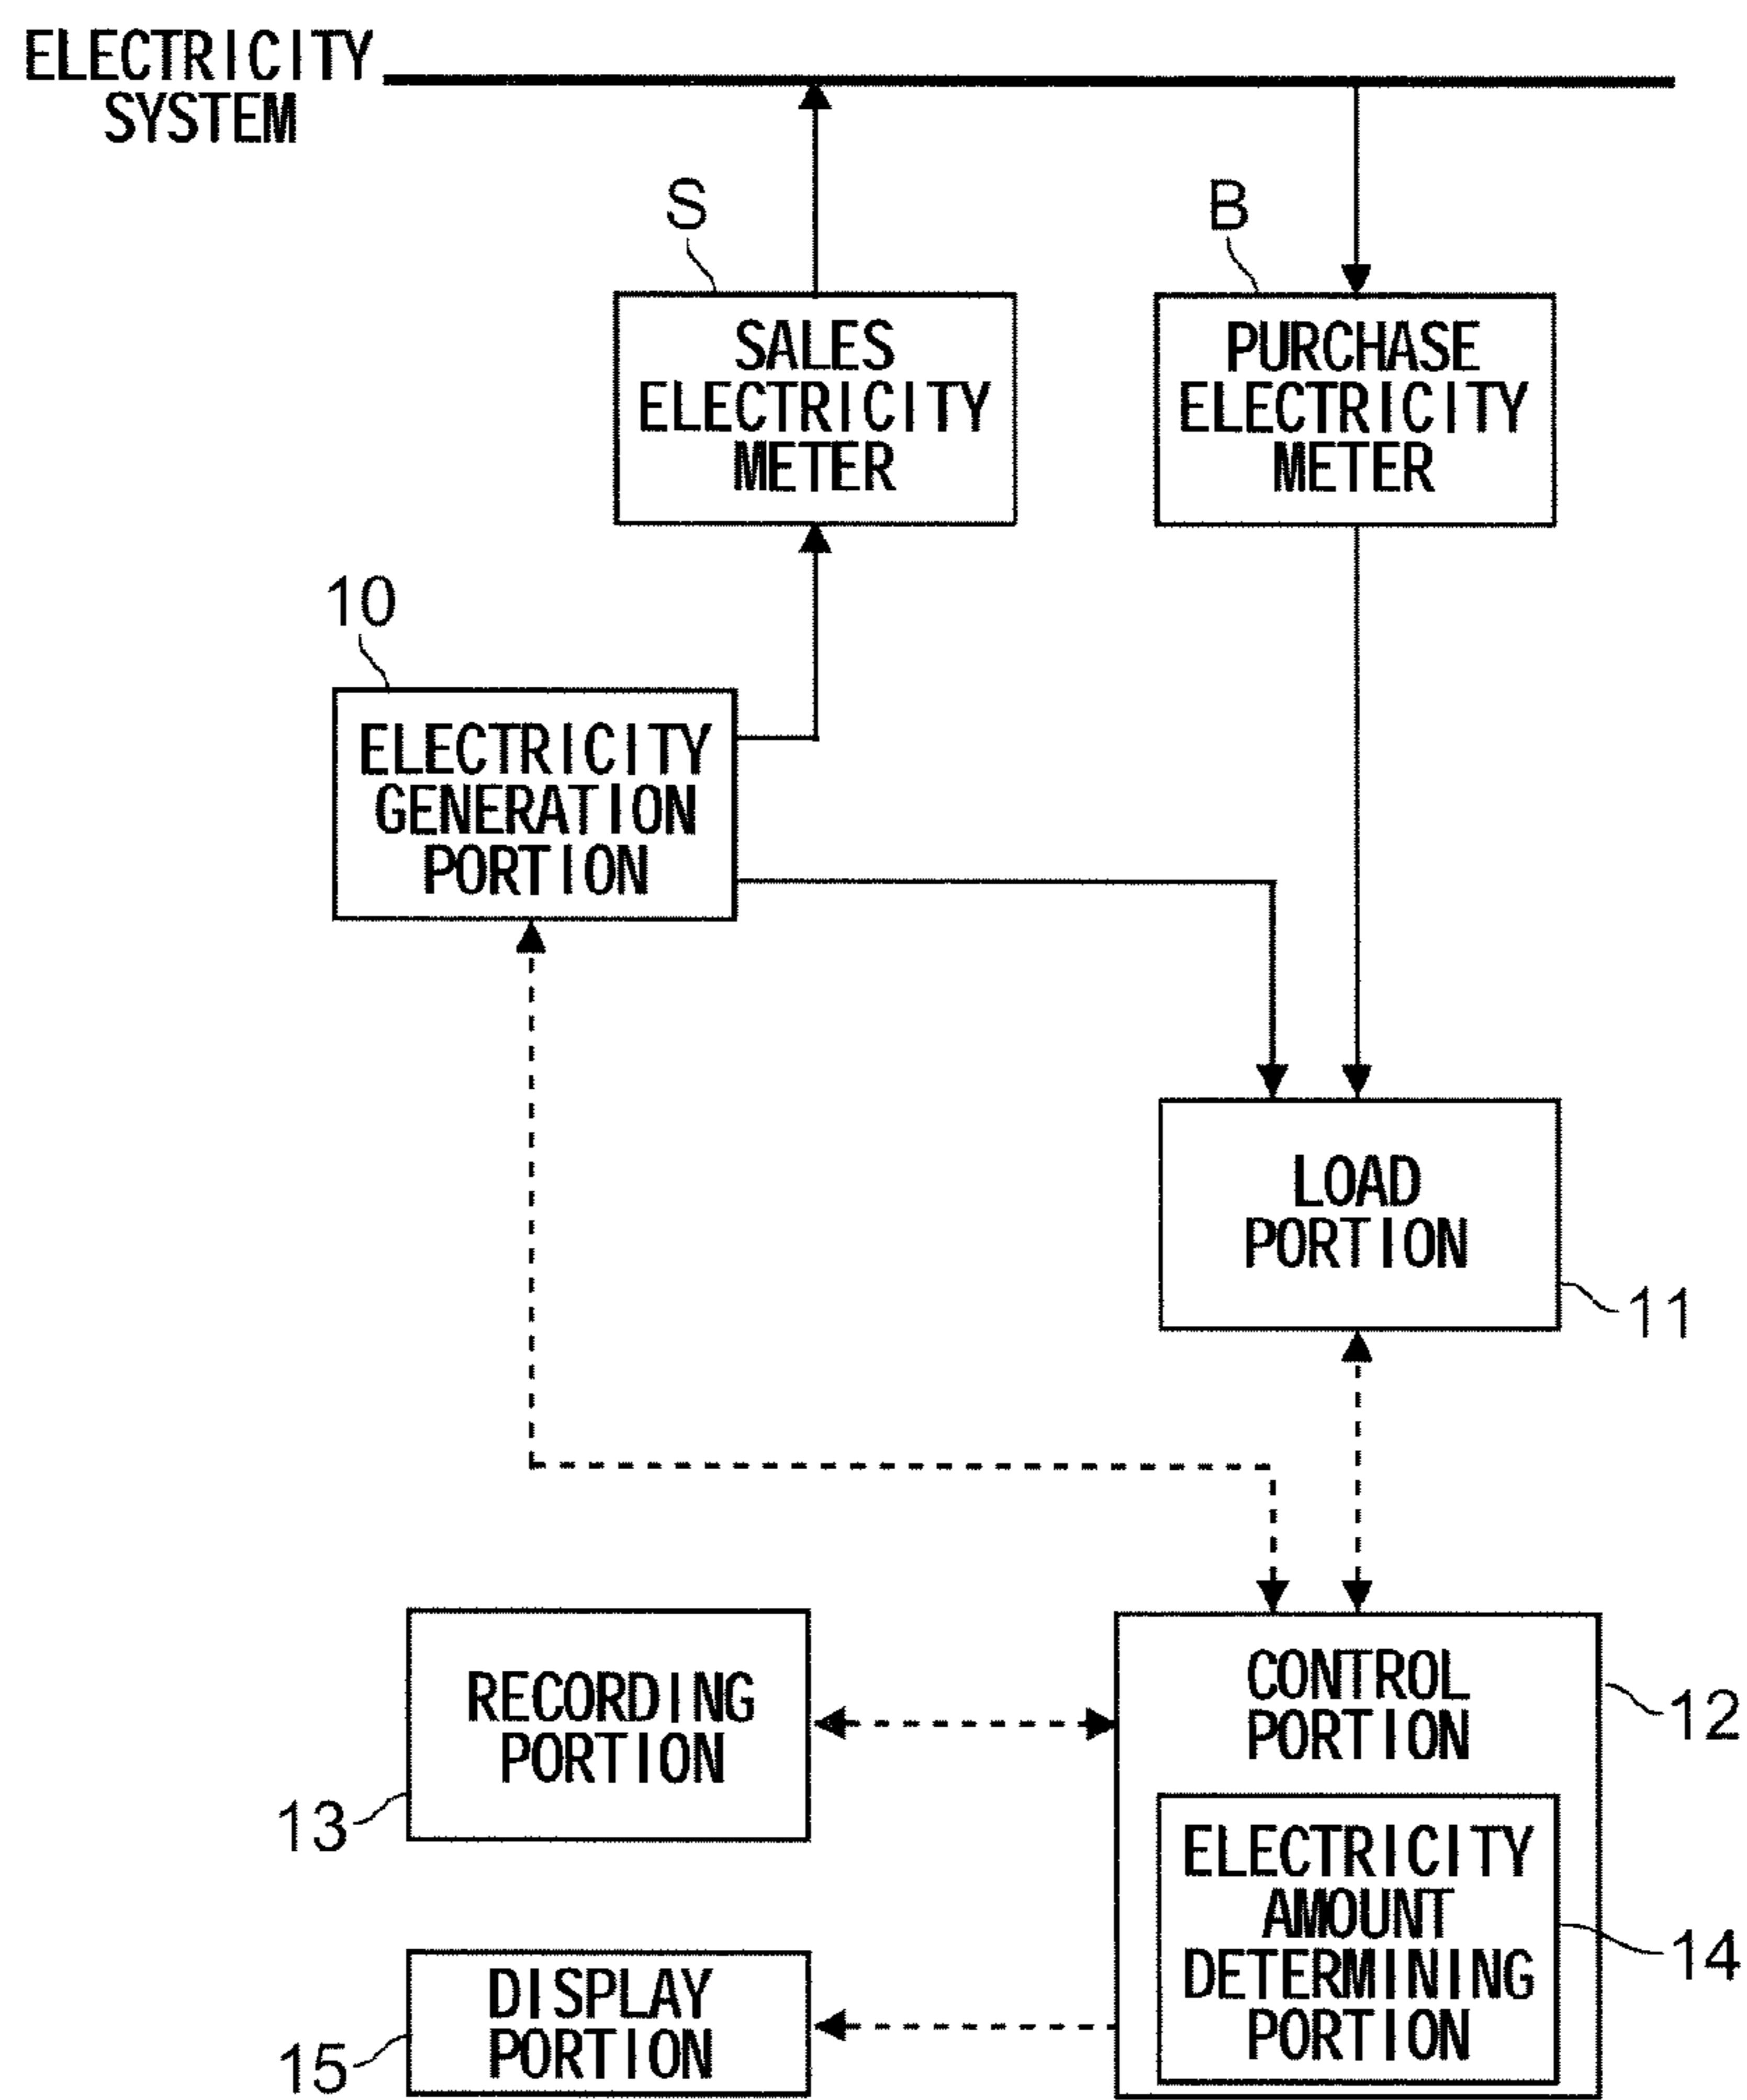 ELECTRICITY
SYSTEM
S
B
SALES
ELECTRICITY
METER
PURCHASE
ELECTRICITY
METER
10
ELECTRICITY
GENERATION
PORTION
LOAD
PORTION
11
RECORDING
PORTION
13
CONTROL
PORTION
12
ELECTRICITY
AMOUNT
DETERMINING
PORTION
14
DISPLAY
PORTION
15